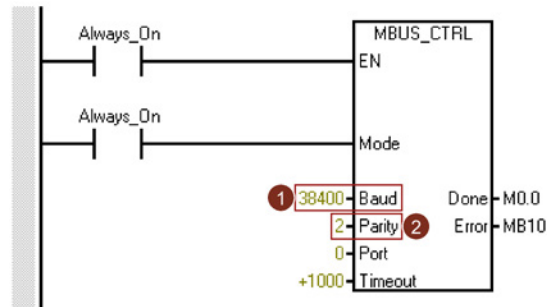 Always_On
MBUS_CTRL
EN
Always_On
Mode
1 38400 Baud Done M0.0
2 Parity 2 Error MB10
0 Port
+1000 Timeout